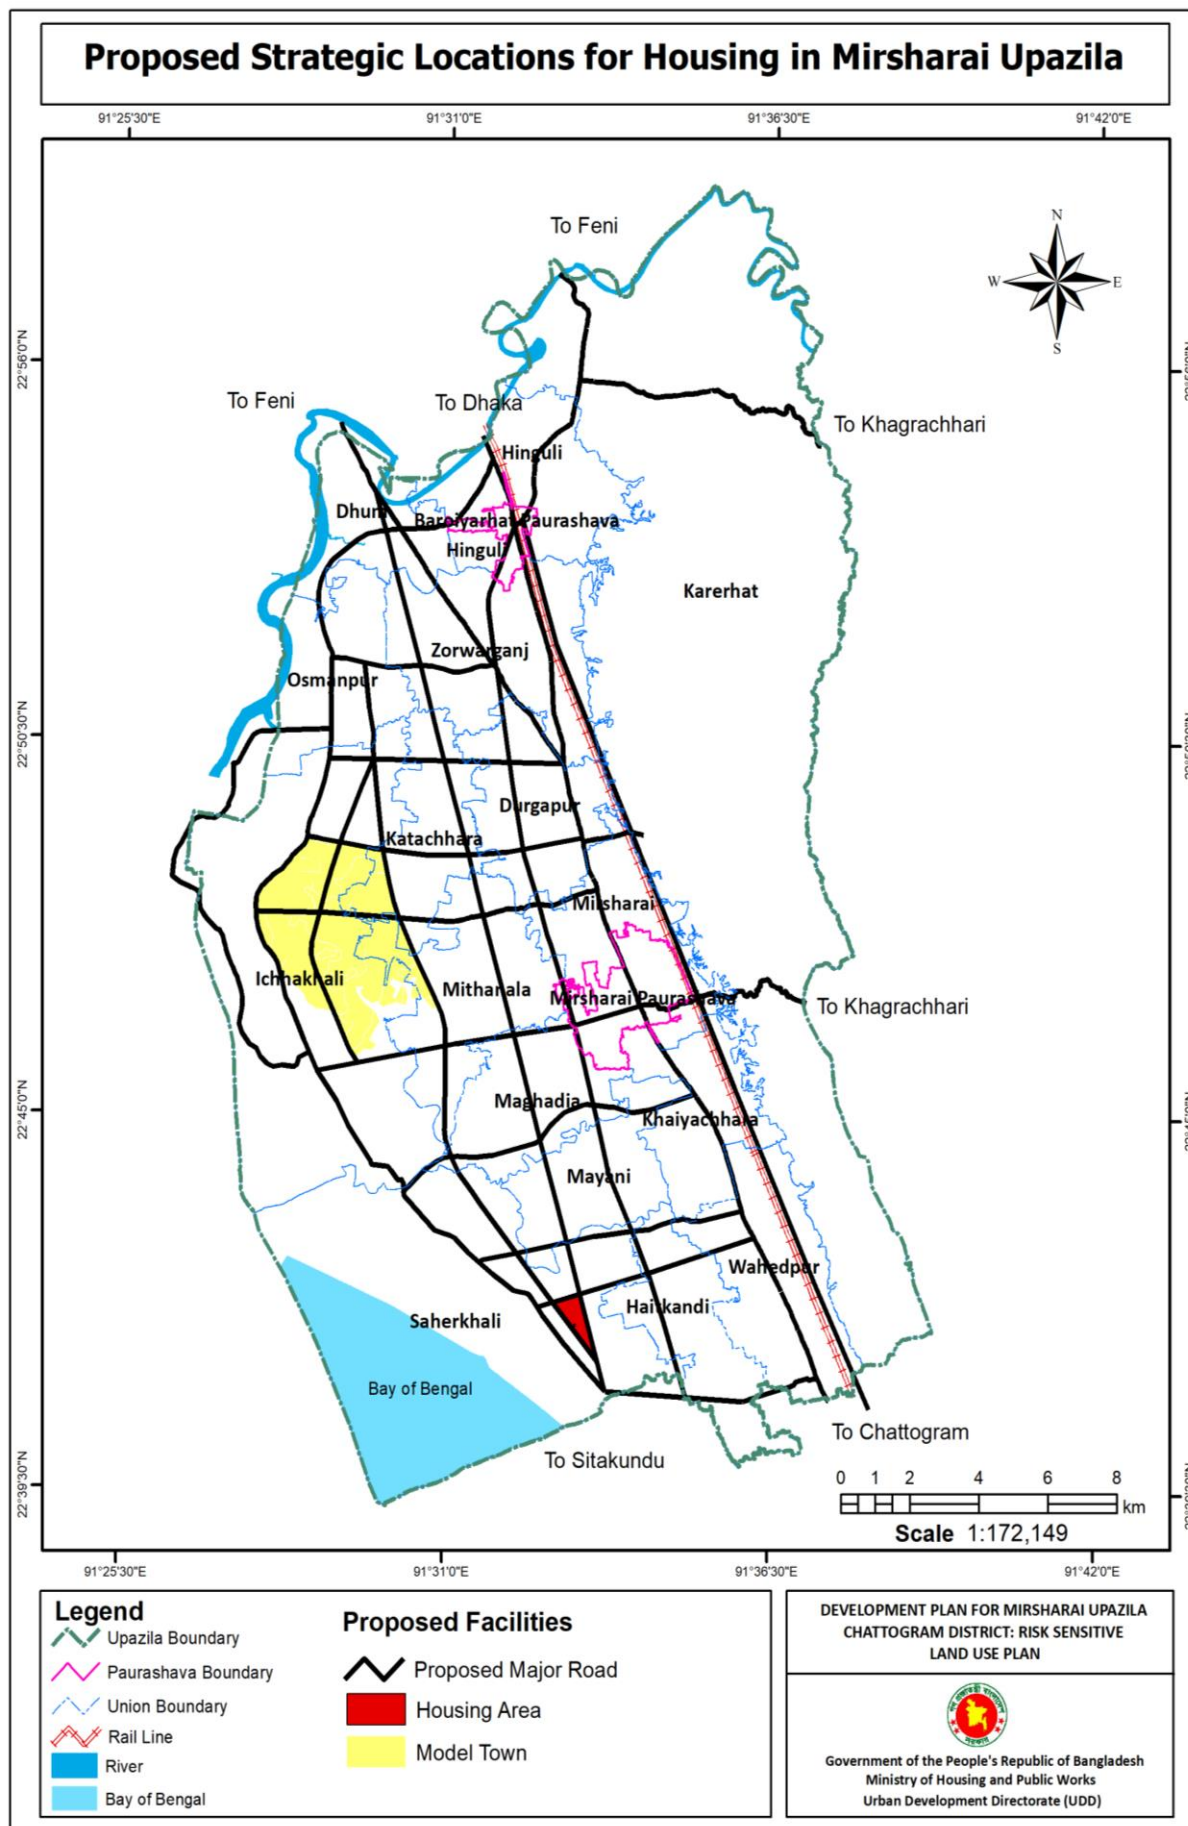 Proposed Strategic Locations for Housing in Mirsharai Upazila
91°25'30"E 91°31'0"E 91°36'30"E 91°42'0"E
N
W E
S
To Feni
22°56'0"N
To Feni
To Dhaka
To Khagrachhari
Hinguli
Dhum
Baroiyarhat Paurashava
Hinguli
Karerhat
Zorwarganj
Osmanpur
22°50'30"N
Durgapur
Katachhara
Mirsharai
Ichhakhali
Mithanala
Mirsharai Paurashava
To Khagrachhari
Maghadia
Khaiyachhara
22°45'0"N
Mayani
Wahedpur
Haitkandi
Saherkhali
Bay of Bengal
To Chattogram
To Sitakundu
22°39'30"N
0 1 2 4 6 8
km
Scale 1:172,149
91°25'30"E 91°31'0"E 91°36'30"E 91°42'0"E
Legend
Upazila Boundary
Paurashava Boundary
Union Boundary
Rail Line
River
Bay of Bengal
Proposed Facilities
Proposed Major Road
Housing Area
Model Town
DEVELOPMENT PLAN FOR MIRSHARAI UPAZILA
CHATTOGRAM DISTRICT: RISK SENSITIVE
LAND USE PLAN
Government of the People's Republic of Bangladesh
Ministry of Housing and Public Works
Urban Development Directorate (UDD)